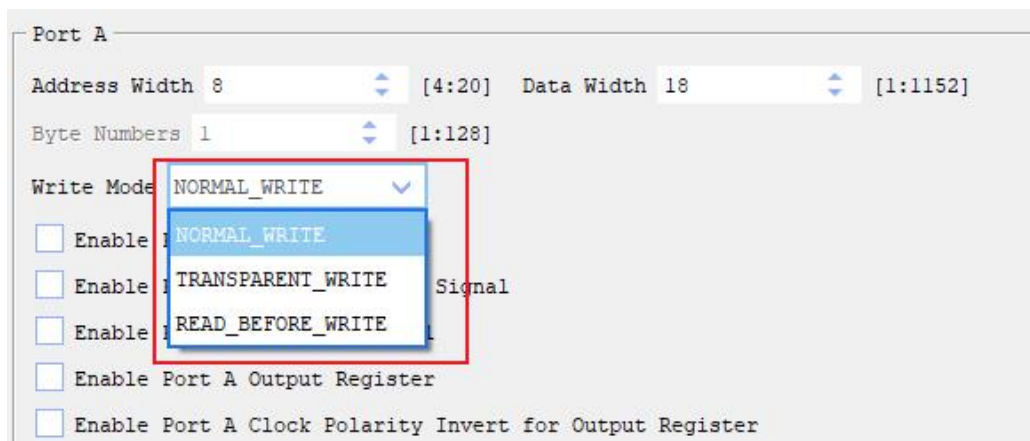 Port A
Address Width 8 [4:20] Data Width 18 [1:1152]
Byte Numbers 1 [1:128]
Write Mode NORMAL_WRITE
Enable NORMAL_WRITE
Enable TRANSPARENT_WRITE Signal
Enable READ_BEFORE_WRITE
Enable Port A Output Register
Enable Port A Clock Polarity Invert for Output Register